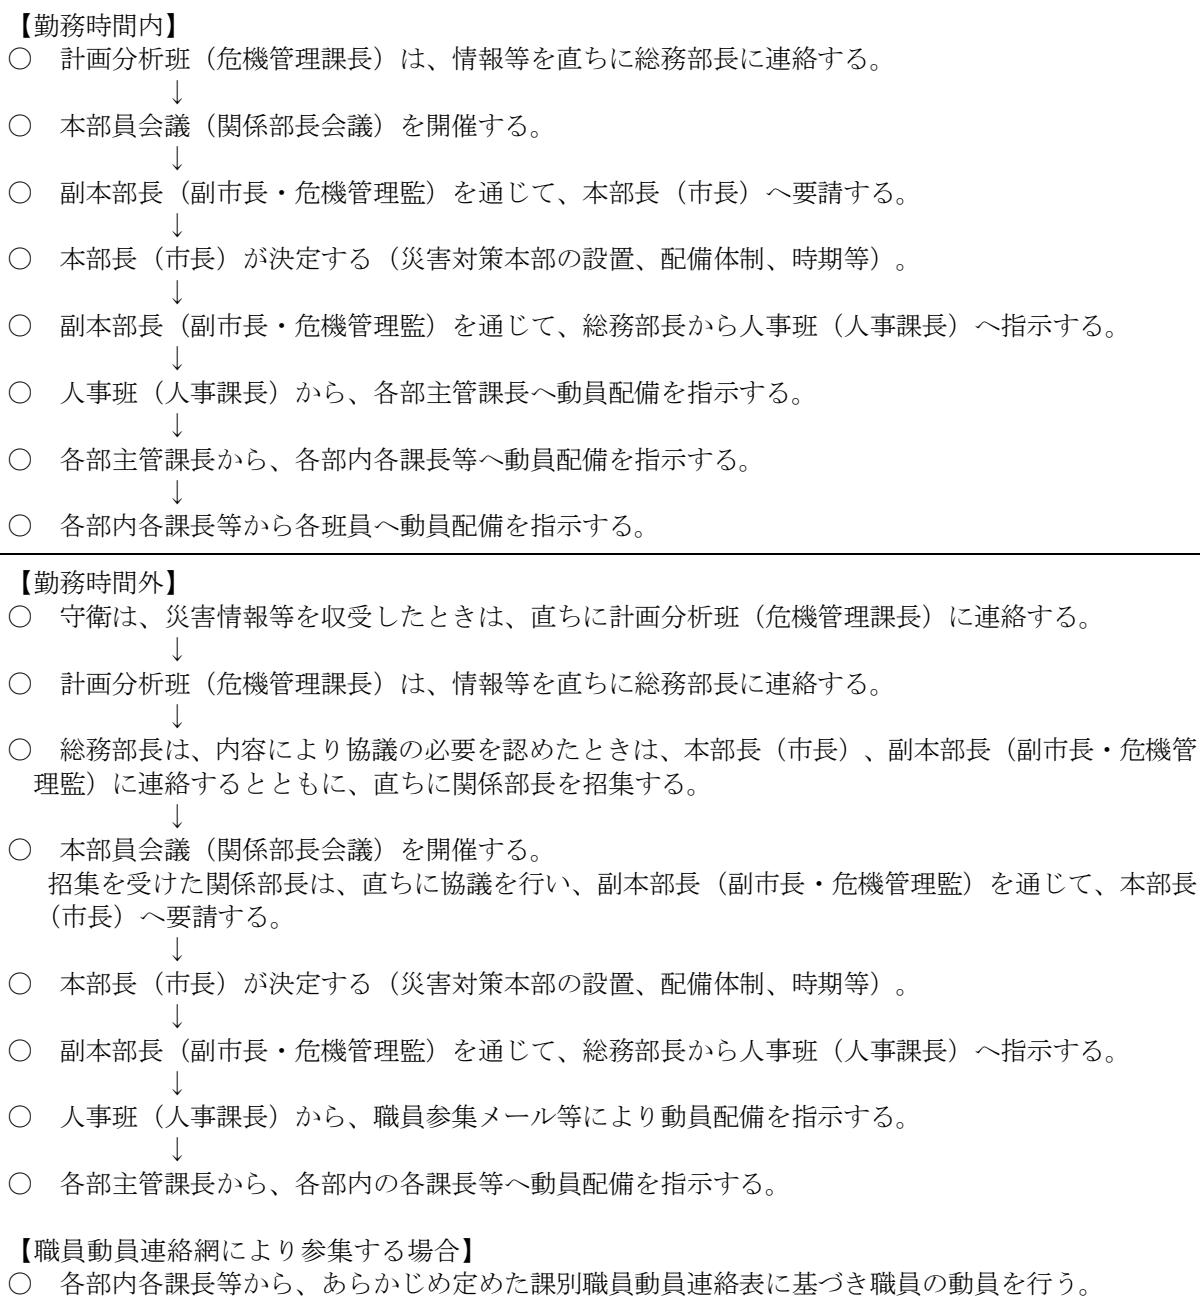 【勤務時間内】
○　計画分析班（危機管理課長）は、情報等を直ちに総務部長に連絡する。
↓
○　本部員会議（関係部長会議）を開催する。
↓
○　副本部長（副市長・危機管理監）を通じて、本部長（市長）へ要請する。
↓
○　本部長（市長）が決定する（災害対策本部の設置、配備体制、時期等）。
↓
○　副本部長（副市長・危機管理監）を通じて、総務部長から人事班（人事課長）へ指示する。
↓
○　人事班（人事課長）から、各部主管課長へ動員配備を指示する。
↓
○　各部主管課長から、各部内各課長等へ動員配備を指示する。
↓
○　各部内各課長等から各班員へ動員配備を指示する。
【勤務時間外】
○　守衛は、災害情報等を収受したときは、直ちに計画分析班（危機管理課長）に連絡する。
↓
○　計画分析班（危機管理課長）は、情報等を直ちに総務部長に連絡する。
↓
○　総務部長は、内容により協議の必要を認めたときは、本部長（市長）、副本部長（副市長・危機管
理監）に連絡するとともに、直ちに関係部長を招集する。
↓
○　本部員会議（関係部長会議）を開催する。
招集を受けた関係部長は、直ちに協議を行い、副本部長（副市長・危機管理監）を通じて、本部長
（市長）へ要請する。
↓
○　本部長（市長）が決定する（災害対策本部の設置、配備体制、時期等）。
↓
○　副本部長（副市長・危機管理監）を通じて、総務部長から人事班（人事課長）へ指示する。
↓
○　人事班（人事課長）から、職員参集メール等により動員配備を指示する。
↓
○　各部主管課長から、各部内の各課長等へ動員配備を指示する。
【職員動員連絡網により参集する場合】
○　各部内各課長等から、あらかじめ定めた課別職員動員連絡表に基づき職員の動員を行う。